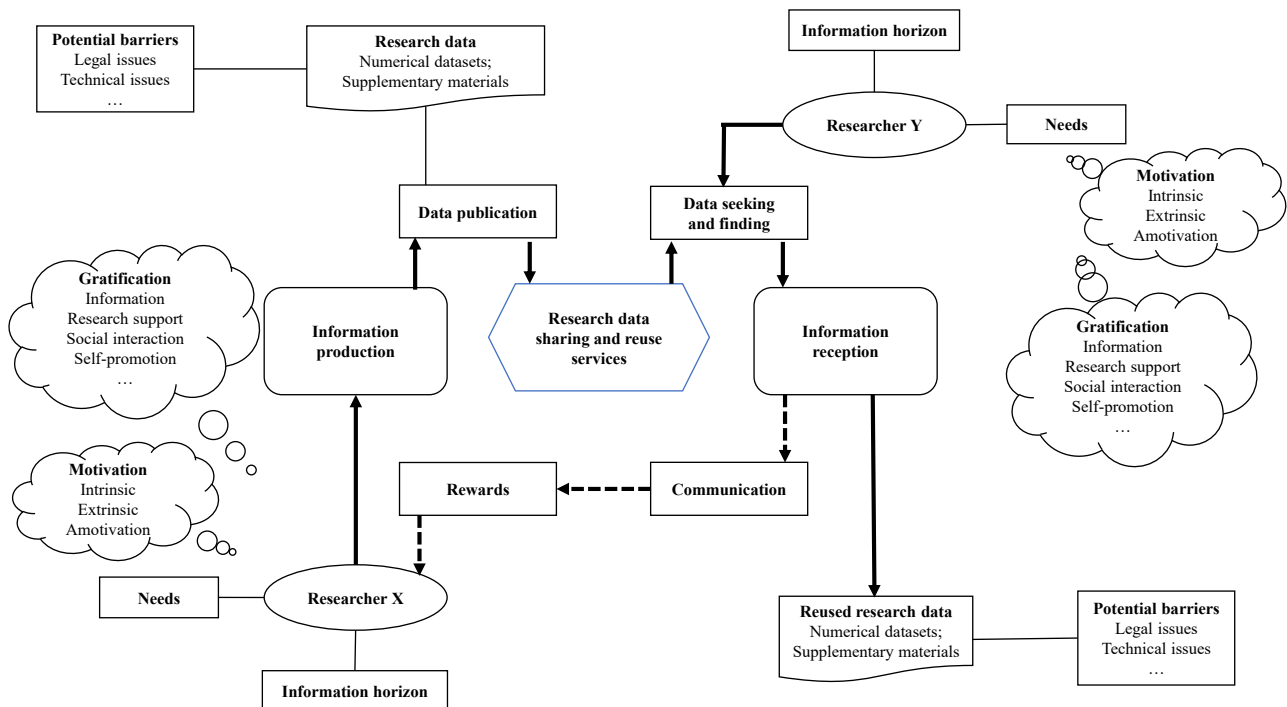 Potential barriers
Legal issues
Technical issues
…
Research data
Numerical datasets;
Supplementary materials
Information horizon
Researcher Y
Needs
Motivation
Intrinsic
Extrinsic
Amotivation
Data publication
Data seeking
and finding
Gratification
Information
Research support
Social interaction
Self-promotion
…
Information
production
Research data
sharing and reuse
services
Information
reception
Gratification
Information
Research support
Social interaction
Self-promotion
…
Motivation
Intrinsic
Extrinsic
Amotivation
Rewards
Communication
Needs
Researcher X
Information horizon
Reused research data
Numerical datasets;
Supplementary materials
Potential barriers
Legal issues
Technical issues
…